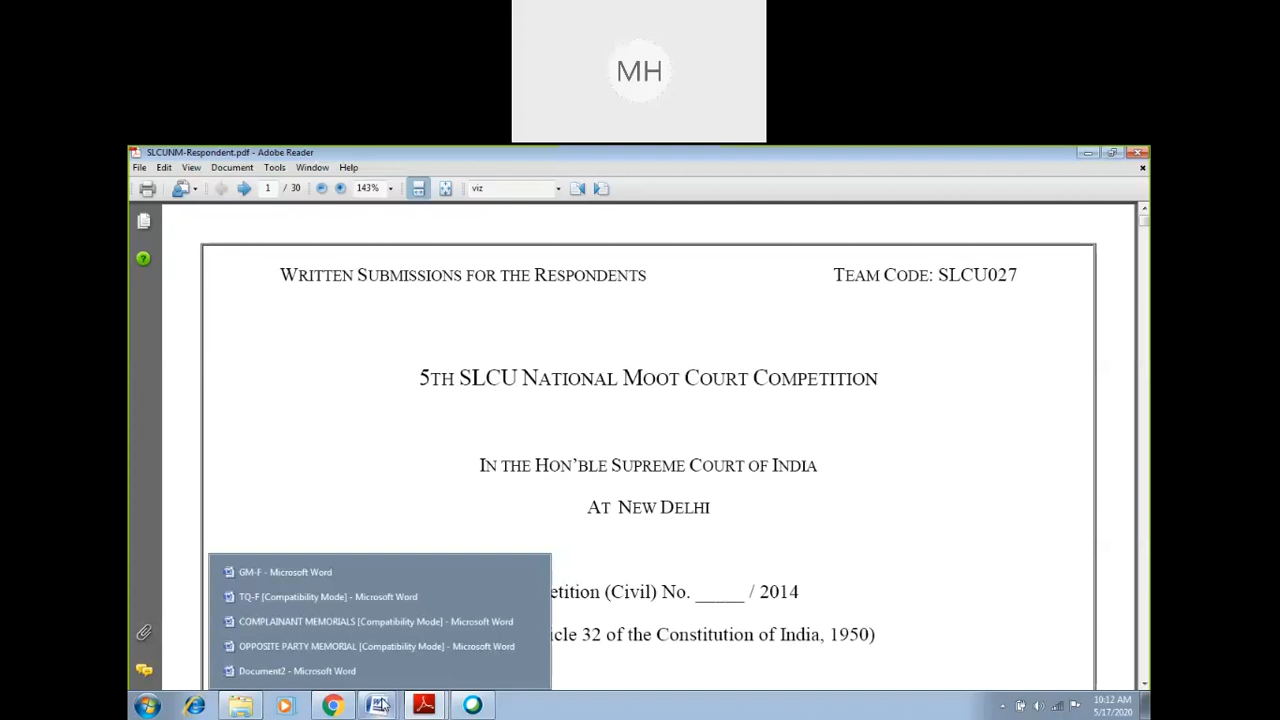 MH
SLCUNM-Respondent.pdf - Adobe Reader
File Edit View Document Tools Window Help
1 / 30 143% viz
WRITTEN SUBMISSIONS FOR THE RESPONDENTS TEAM CODE: SLCU027
5TH SLCU NATIONAL MOOT COURT COMPETITION
IN THE HON’BLE SUPREME COURT OF INDIA
AT NEW DELHI
etition (Civil) No. _____ / 2014
icle 32 of the Constitution of India, 1950)
GM-F - Microsoft Word
TQ-F [Compatibility Mode] - Microsoft Word
COMPLAINANT MEMORIALS [Compatibility Mode] - Microsoft Word
OPPOSITE PARTY MEMORIAL [Compatibility Mode] - Microsoft Word
Document2 - Microsoft Word
10:12 AM
5/17/2020